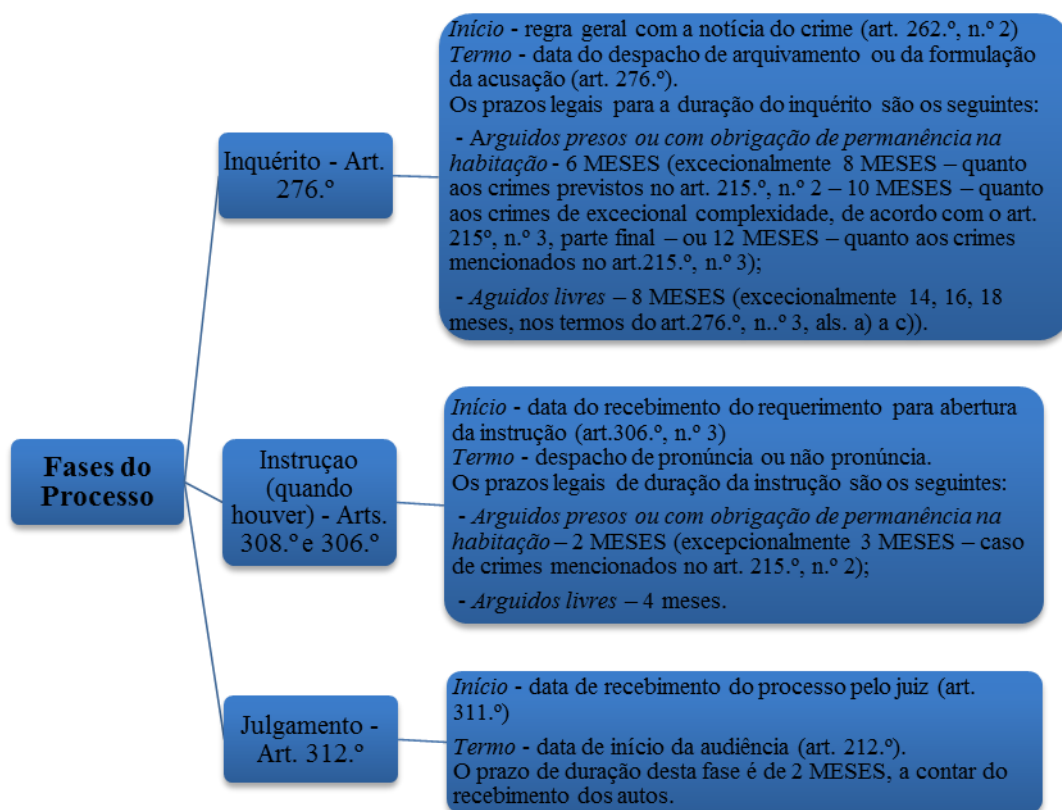 Fases do
Processo
Inquérito - Art.
276.º
Início - regra geral com a notícia do crime (art. 262.º, n.º 2)
Termo - data do despacho de arquivamento ou da formulação
da acusação (art. 276.º).
Os prazos legais para a duração do inquérito são os seguintes:
- Arguidos presos ou com obrigação de permanência na
habitação - 6 MESES (excecionalmente 8 MESES – quanto
aos crimes previstos no art. 215.º, n.º 2 – 10 MESES – quanto
aos crimes de excecional complexidade, de acordo com o art.
215º, n.º 3, parte final – ou 12 MESES – quanto aos crimes
mencionados no art.215.º, n.º 3);
- Aguidos livres – 8 MESES (excecionalmente 14, 16, 18
meses, nos termos do art.276.º, n..º 3, als. a) a c)).
Instruçao
(quando
houver) - Arts.
308.º e 306.º
Início - data do recebimento do requerimento para abertura
da instrução (art.306.º, n.º 3)
Termo - despacho de pronúncia ou não pronúncia.
Os prazos legais de duração da instrução são os seguintes:
- Arguidos presos ou com obrigação de permanência na
habitação – 2 MESES (excepcionalmente 3 MESES – caso
de crimes mencionados no art. 215.º, n.º 2);
- Arguidos livres – 4 meses.
Julgamento -
Art. 312.º
Início - data de recebimento do processo pelo juiz (art.
311.º)
Termo - data de início da audiência (art. 212.º).
O prazo de duração desta fase é de 2 MESES, a contar do
recebimento dos autos.